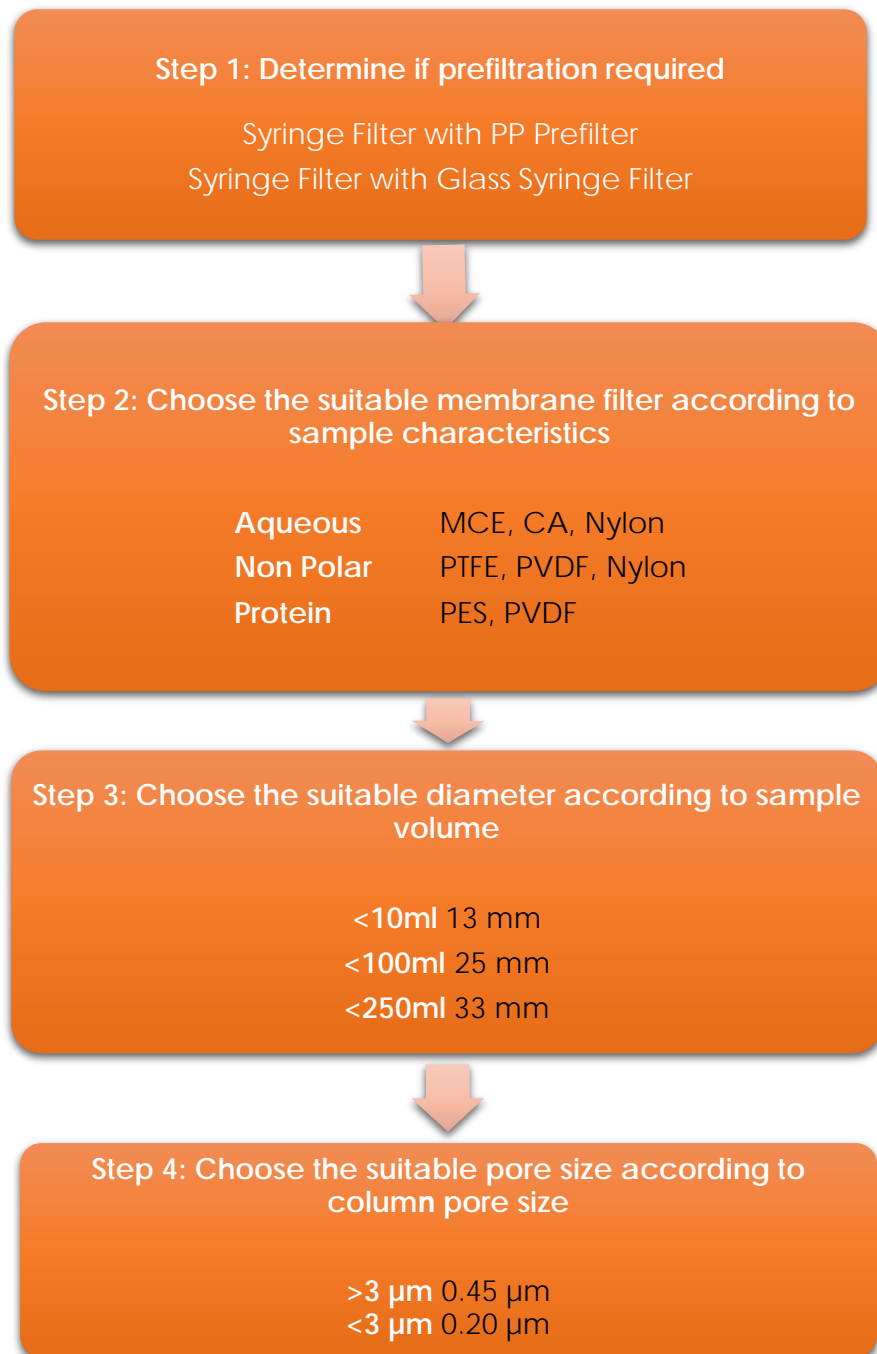 Step 1: Determine if prefiltration required
Syringe Filter with PP Prefilter
Syringe Filter with Glass Syringe Filter
Step 2: Choose the suitable membrane filter according to
sample characteristics
Aqueous MCE, CA, Nylon
Non Polar PTFE, PVDF, Nylon
Protein PES, PVDF
Step 3: Choose the suitable diameter according to sample
volume
<10ml 13 mm
<100ml 25 mm
<250ml 33 mm
Step 4: Choose the suitable pore size according to
column pore size
>3 µm 0.45 µm
<3 µm 0.20 µm